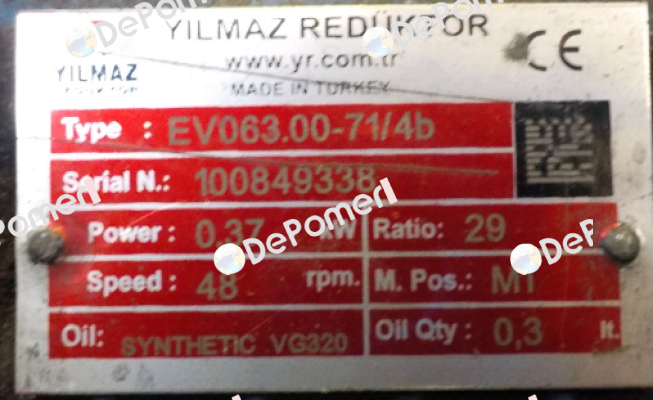 YILMAZ REDÜKTÖR
YILMAZ
REDÜKTÖR
www.yr.com.tr
MADE IN TURKEY
CE
Type : EV063.00-71/4b
Serial N.: 100849338
Power : 0.37 kW Ratio: 29
Speed : 48 rpm. M. Pos.: M1
Oil: SYNTHETIC VG320 Oil Qty : 0,3 lt.
DePomeri
DePomeri
DePomeri
DeP